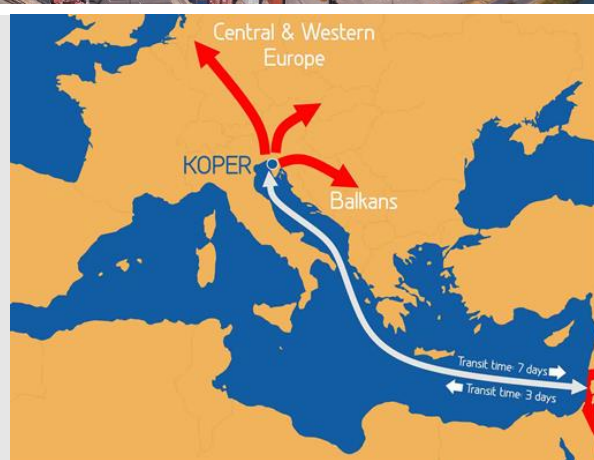 Central & Western
Europe
KOPER
Balkans
Transit time: 7 days
Transit time: 3 days